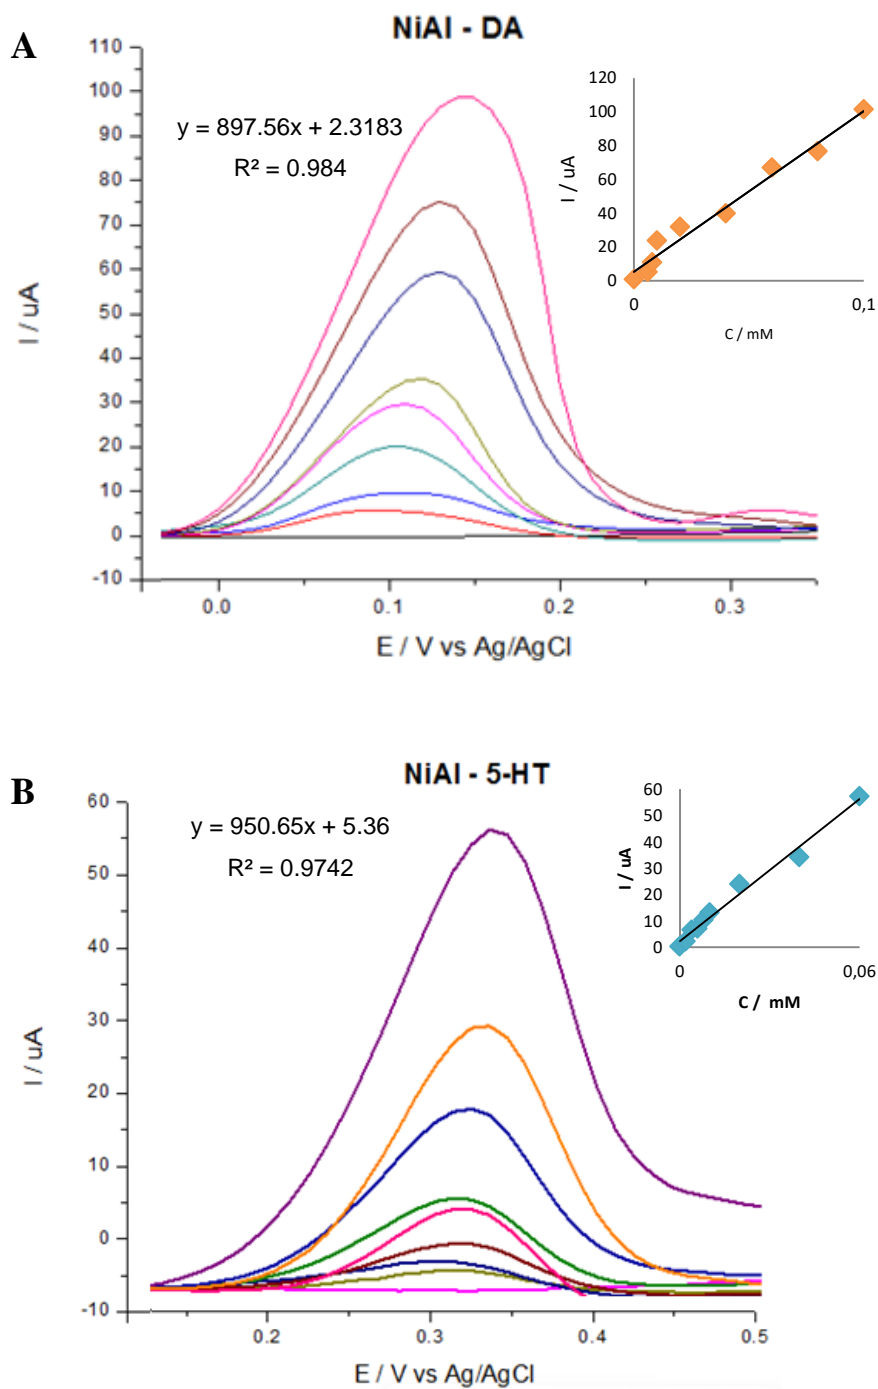 A
NiAl - DA
y = 897.56x + 2.3183
R² = 0.984
110
100
90
80
70
60
50
40
30
20
10
0
-10
I / uA
0.0
0.1
0.2
0.3
E / V vs Ag/AgCl
120
100
80
60
40
20
0
I / uA
0
0,1
C / mM
B
NiAl - 5-HT
y = 950.65x + 5.36
R² = 0.9742
60
50
40
30
20
10
0
-10
I / uA
0.2
0.3
0.4
0.5
E / V vs Ag/AgCl
60
50
40
30
20
10
0
I / uA
0
0,06
C / mM